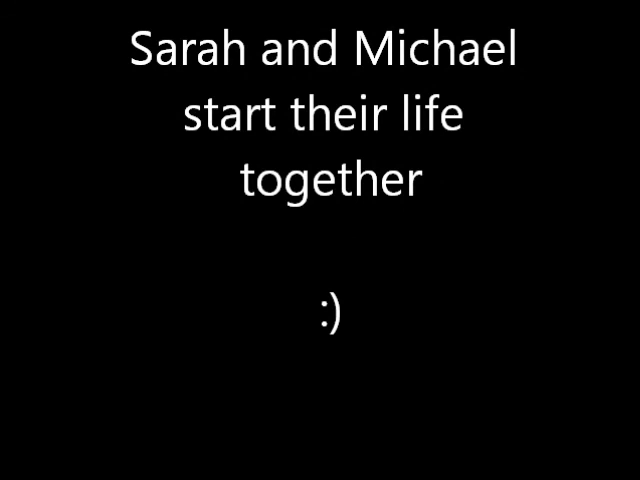 Sarah and Michael
start their life
together
:)